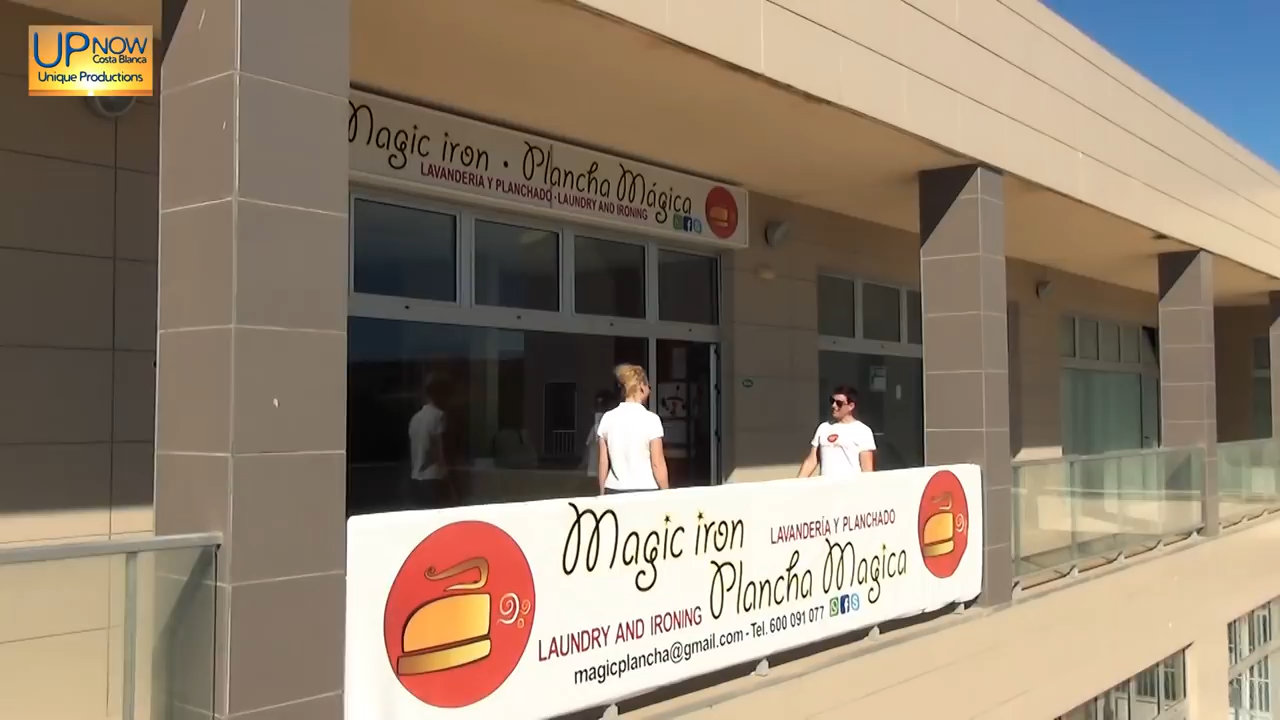 UP NOW
Costa Blanca
Unique Productions
Magic iron · Plancha Mágica
LAVANDERIA Y PLANCHADO · LAUNDRY AND IRONING
Magic iron
LAVANDERÍA Y PLANCHADO
Plancha Magica
LAUNDRY AND IRONING
magicplancha@gmail.com - Tel. 600 091 077